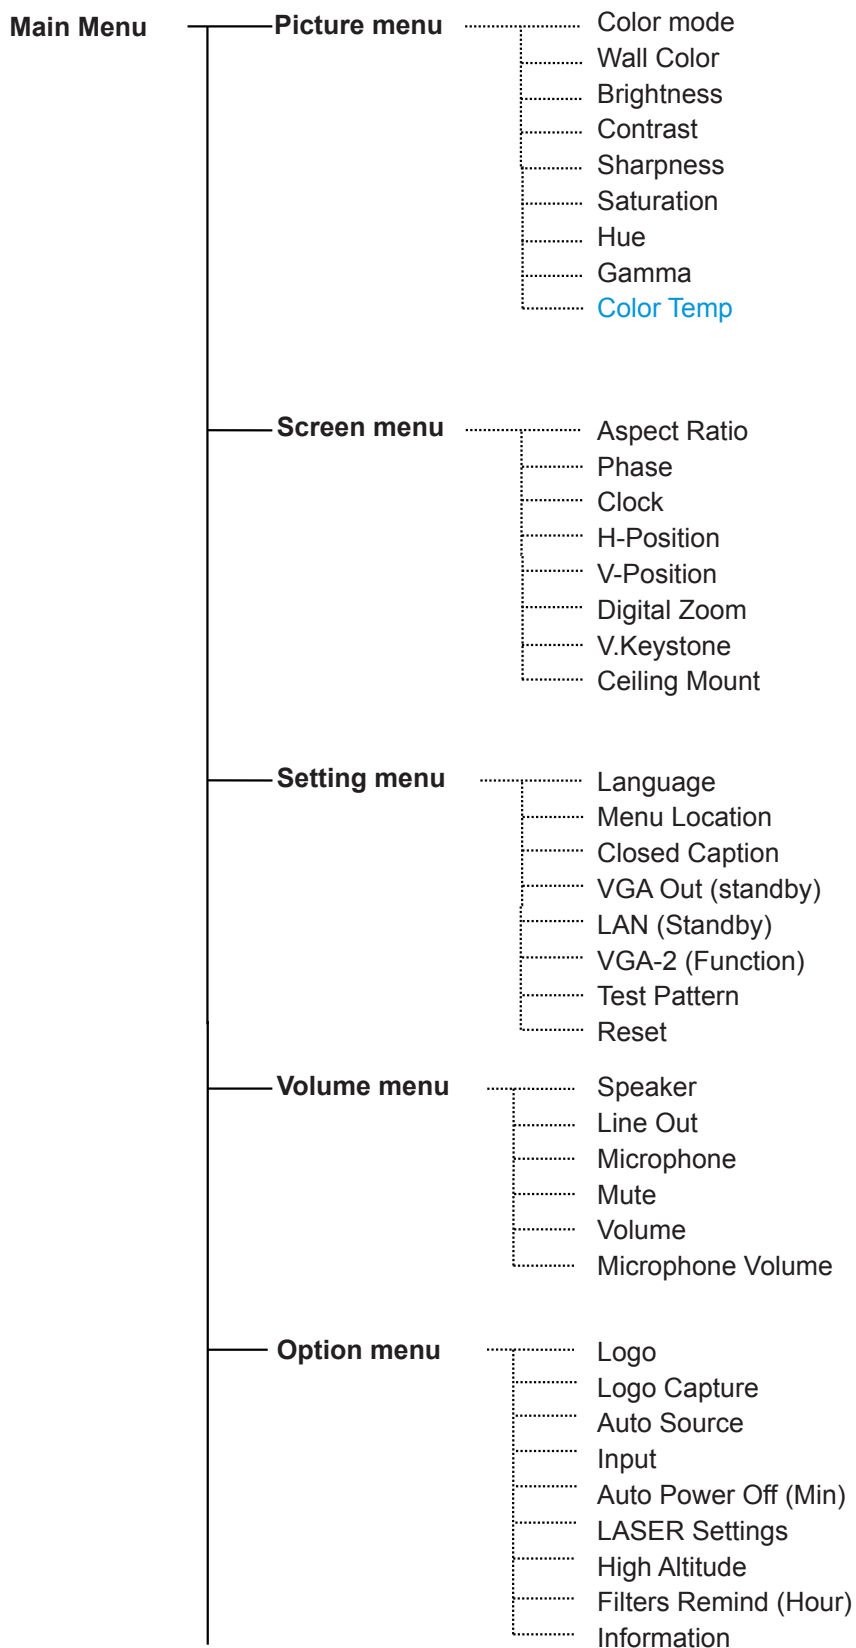 Main Menu
Picture menu
Color mode
Wall Color
Brightness
Contrast
Sharpness
Saturation
Hue
Gamma
Color Temp
Screen menu
Aspect Ratio
Phase
Clock
H-Position
V-Position
Digital Zoom
V.Keystone
Ceiling Mount
Setting menu
Language
Menu Location
Closed Caption
VGA Out (standby)
LAN (Standby)
VGA-2 (Function)
Test Pattern
Reset
Volume menu
Speaker
Line Out
Microphone
Mute
Volume
Microphone Volume
Option menu
Logo
Logo Capture
Auto Source
Input
Auto Power Off (Min)
LASER Settings
High Altitude
Filters Remind (Hour)
Information